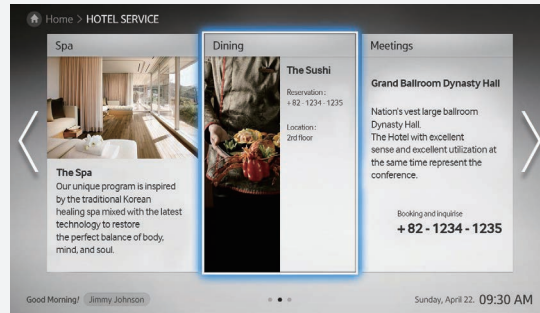 Home > HOTEL SERVICE
Spa
The Spa
Our unique program is inspired
by the traditional Korean
healing spa mixed with the latest
technology to restore
the perfect balance of body,
mind, and soul.
Dining
The Sushi
Reservation :
+ 82 - 1234 - 1235
Location :
2rd floor
Meetings
Grand Ballroom Dynasty Hall
Nation's vest large ballroom
Dynasty Hall.
The Hotel with excellent
sense and excellent utilization at
the same time represent the
conference.
Booking and inquirise
+ 82 - 1234 - 1235
Good Morning! Jimmy Johnson
Sunday, April 22. 09:30 AM